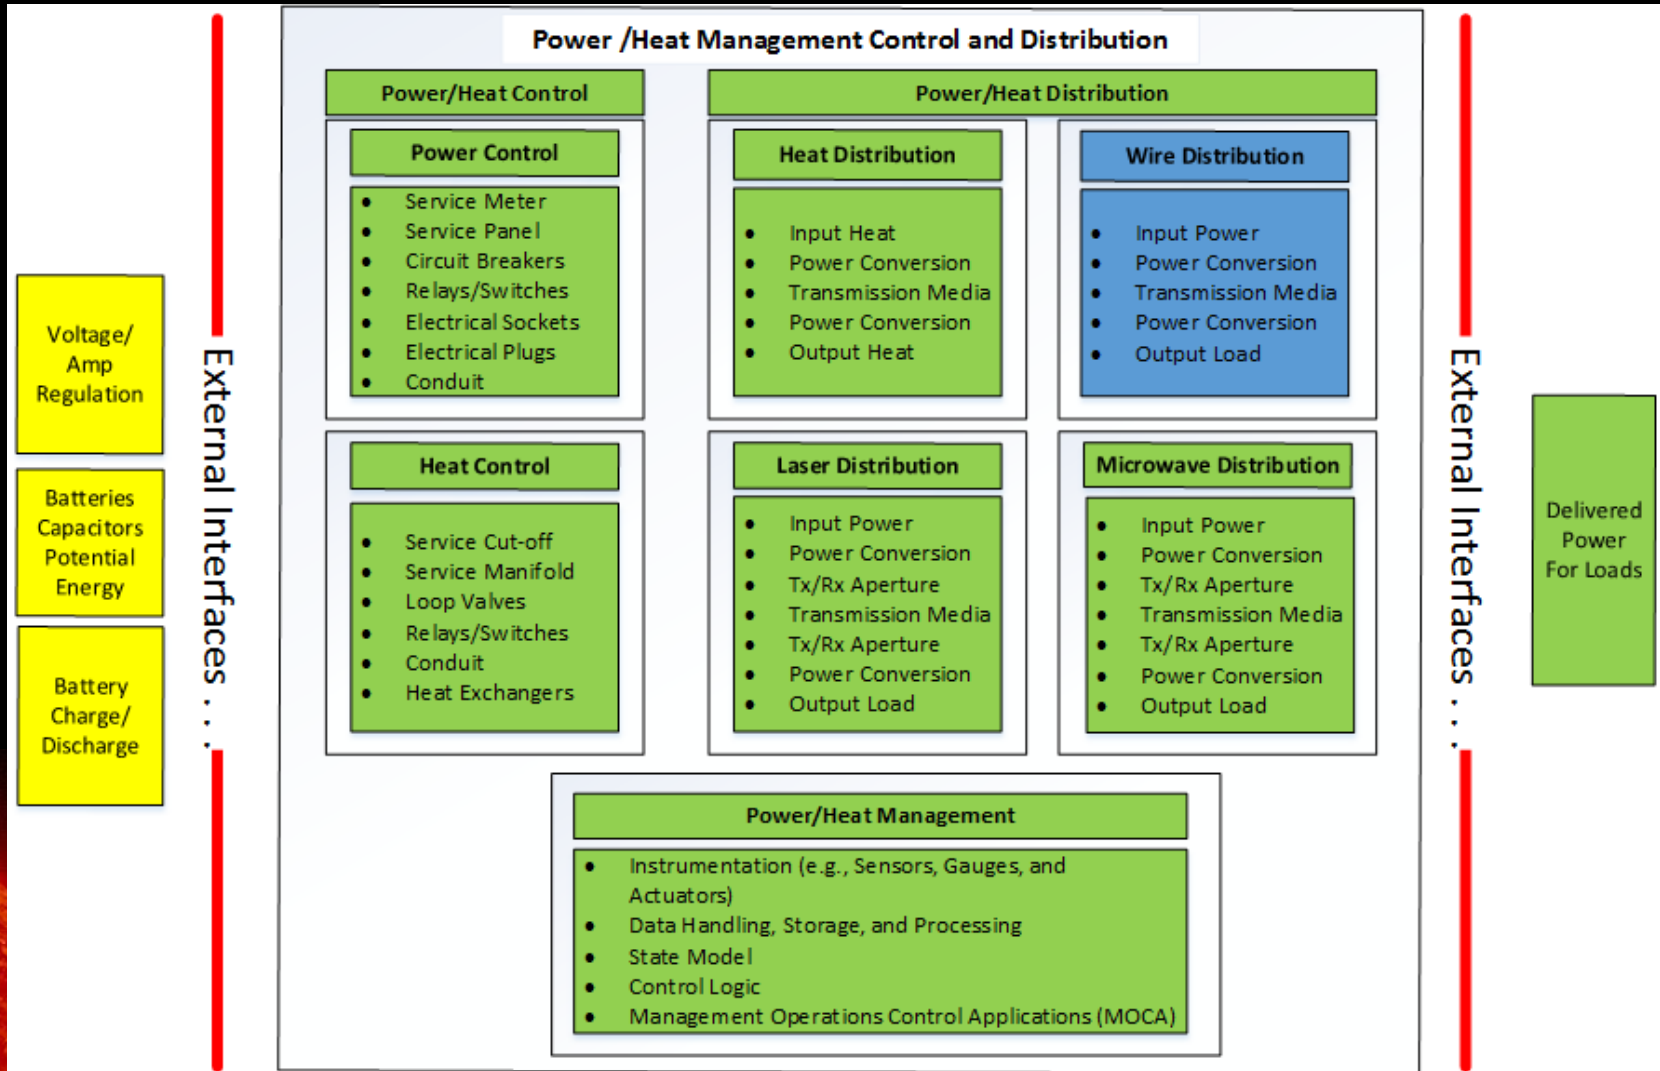 Power /Heat Management Control and Distribution
Power/Heat Control
Power Control
• Service Meter
• Service Panel
• Circuit Breakers
• Relays/Switches
• Electrical Sockets
• Electrical Plugs
• Conduit
Heat Control
• Service Cut-off
• Service Manifold
• Loop Valves
• Relays/Switches
• Conduit
• Heat Exchangers
Power/Heat Distribution
Heat Distribution
• Input Heat
• Power Conversion
• Transmission Media
• Power Conversion
• Output Heat
Wire Distribution
• Input Power
• Power Conversion
• Transmission Media
• Power Conversion
• Output Load
Laser Distribution
• Input Power
• Power Conversion
• Tx/Rx Aperture
• Transmission Media
• Tx/Rx Aperture
• Power Conversion
• Output Load
Microwave Distribution
• Input Power
• Power Conversion
• Tx/Rx Aperture
• Transmission Media
• Tx/Rx Aperture
• Power Conversion
• Output Load
Power/Heat Management
• Instrumentation (e.g., Sensors, Gauges, and
Actuators)
• Data Handling, Storage, and Processing
• State Model
• Control Logic
• Management Operations Control Applications (MOCA)
Voltage/
Amp
Regulation
Batteries
Capacitors
Potential
Energy
Battery
Charge/
Discharge
External Interfaces . . .
External Interfaces . . .
Delivered
Power
For Loads